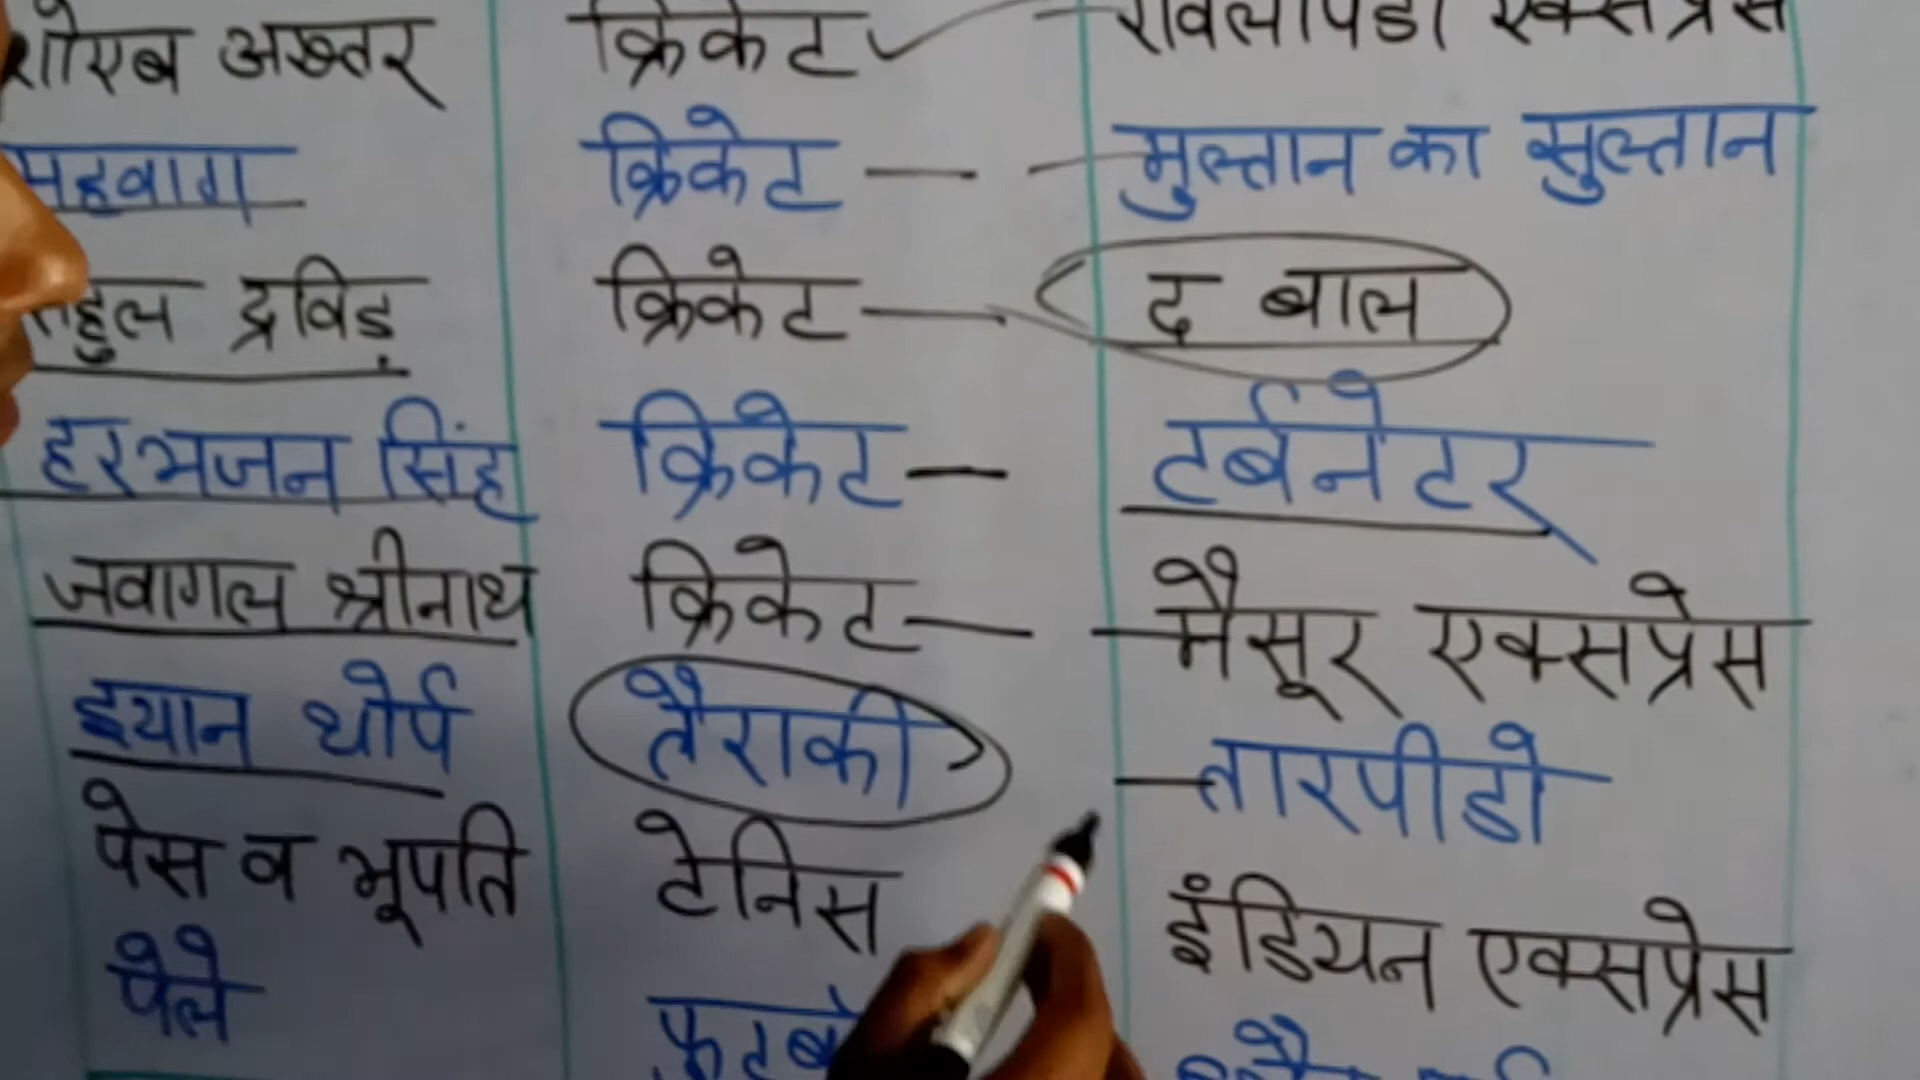 शोएब अख्तर क्रिकेट रावलपिंडी एक्सप्रेस
सहवाग क्रिकेट मुल्तान का सुल्तान
राहुल द्रविड़ क्रिकेट द बाल
हरभजन सिंह क्रिकेट टर्बनेटर
जवागल श्रीनाथ क्रिकेट मैसूर एक्सप्रेस
इयान थोर्प तैराकी तारपीडो
पेस व भूपति टेनिस इंडियन एक्सप्रेस
पेले